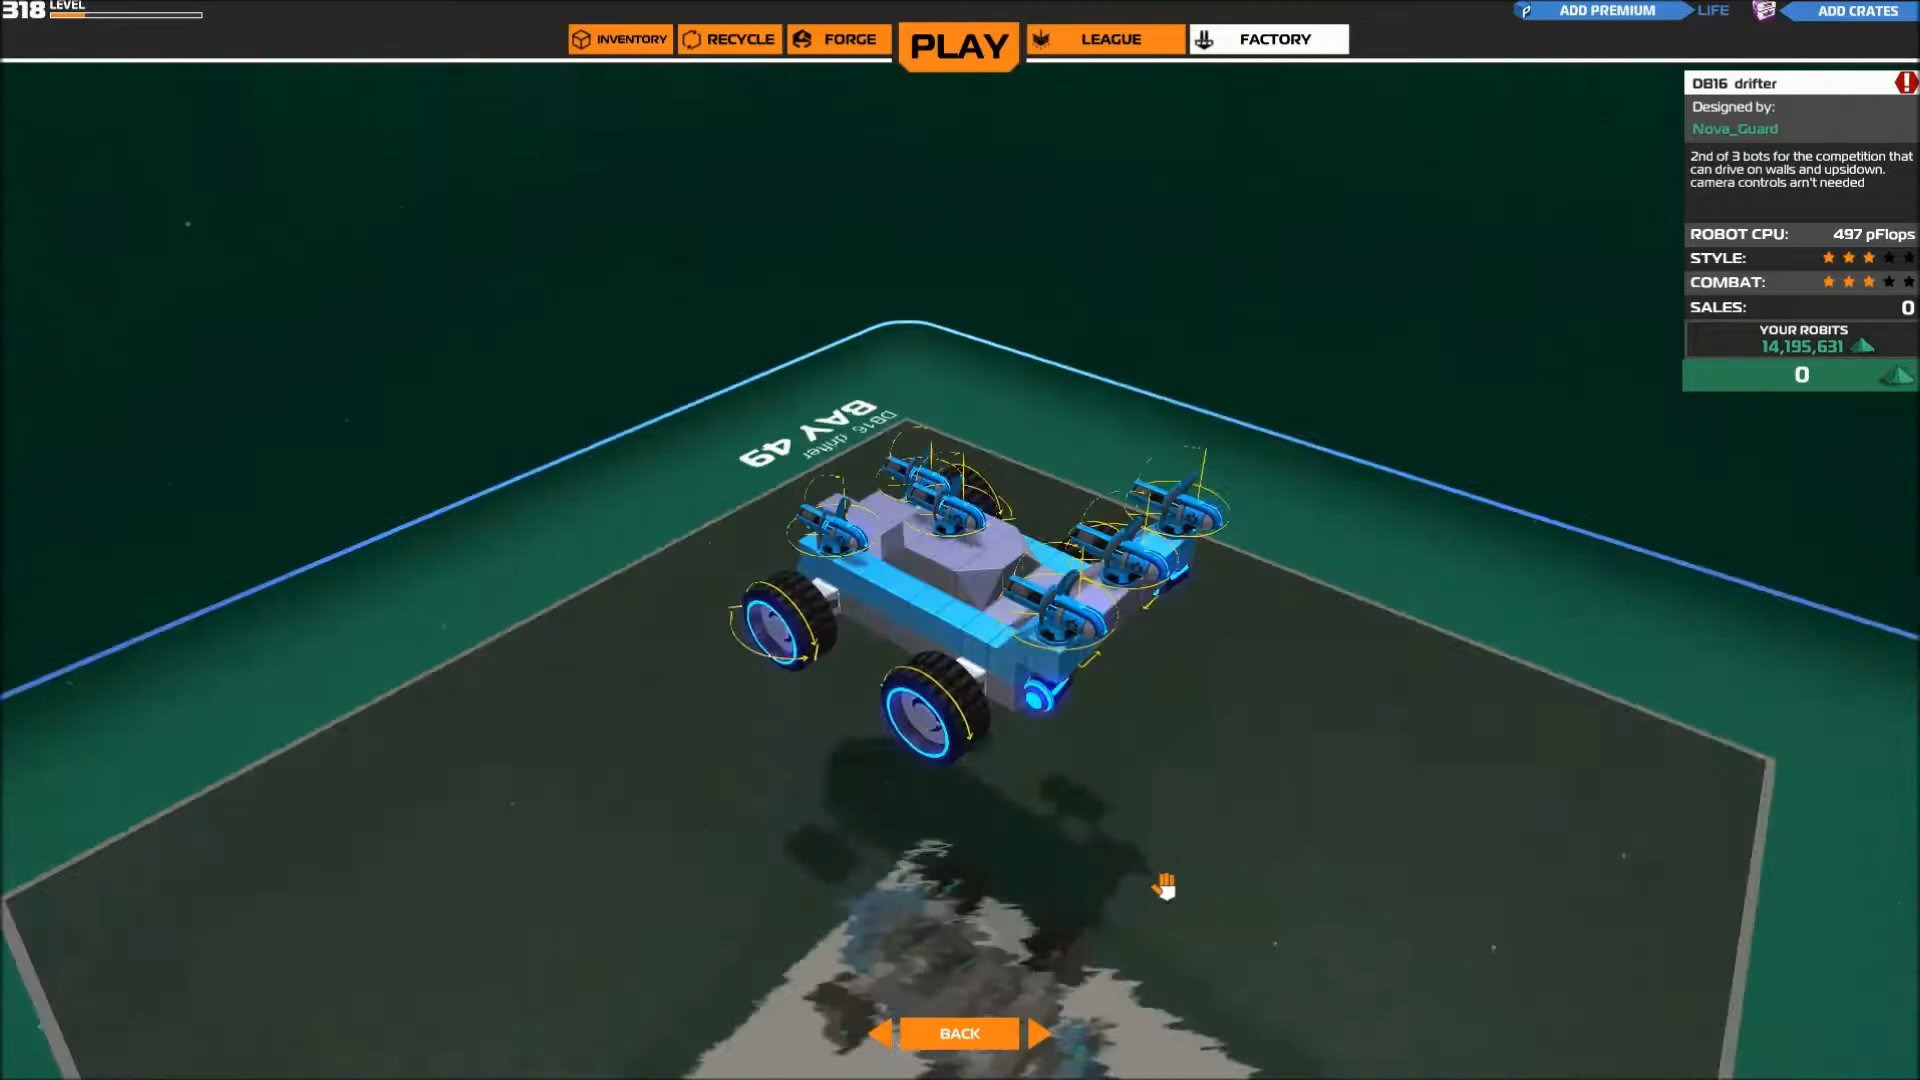 318 LEVEL
ADD PREMIUM LIFE ADD CRATES
INVENTORY RECYCLE FORGE PLAY LEAGUE FACTORY
DB16 drifter
Designed by:
Nova_Guard
2nd of 3 bots for the competition that
can drive on walls and upsidown.
camera controls arn't needed
ROBOT CPU: 497 pFlops
STYLE:
COMBAT:
SALES: 0
YOUR ROBITS
14,195,631
0
BAY 49
DB16 drifter
BACK